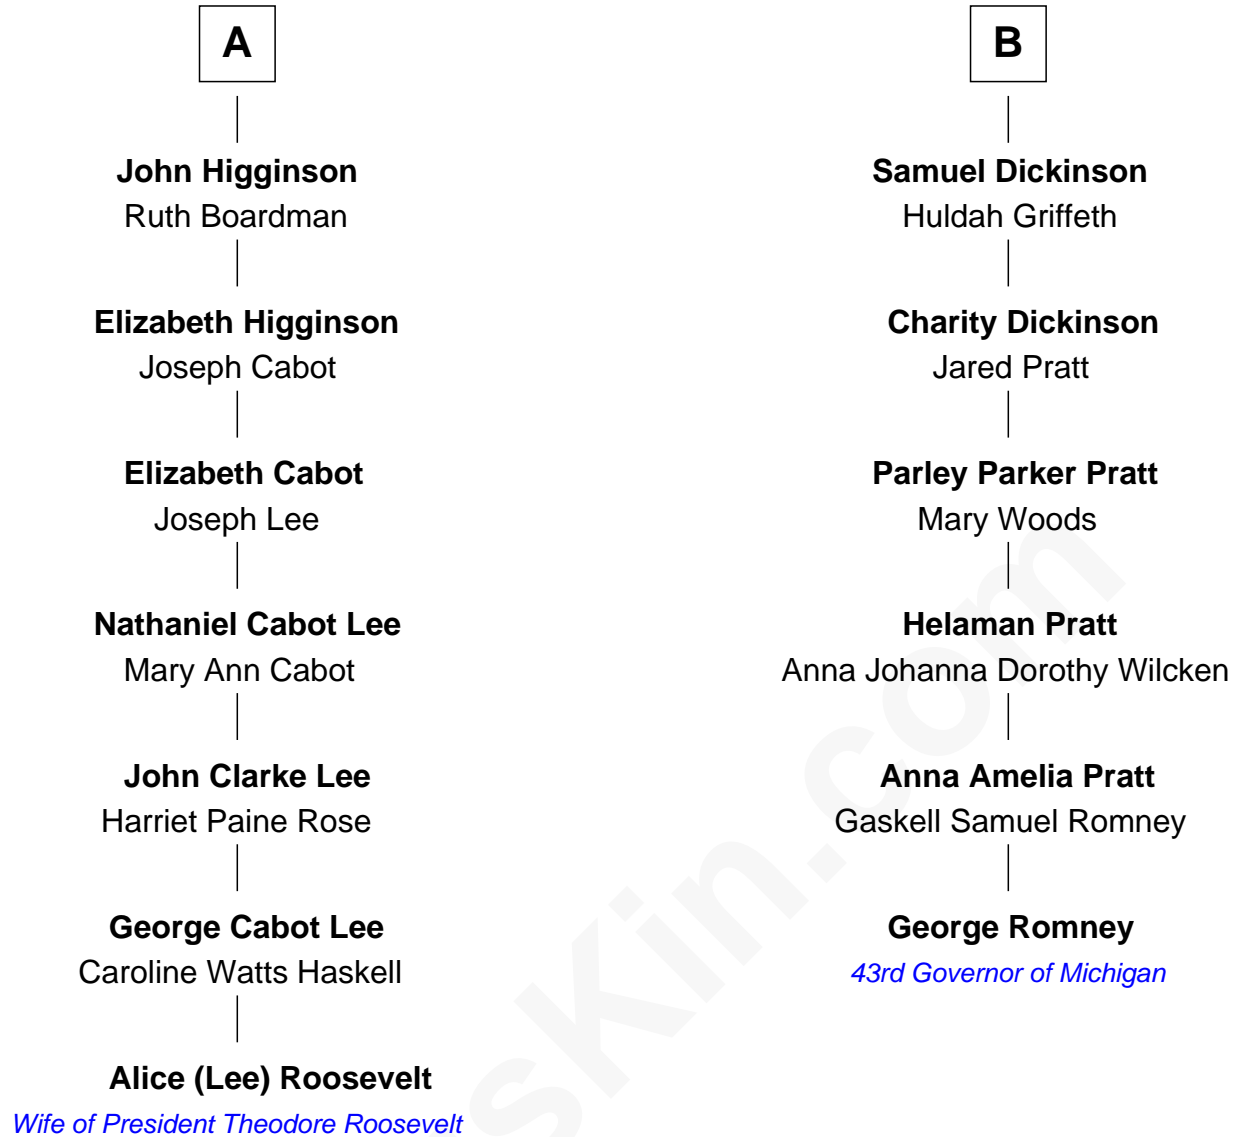 A
John Higginson
Ruth Boardman
Elizabeth Higginson
Joseph Cabot
Elizabeth Cabot
Joseph Lee
Nathaniel Cabot Lee
Mary Ann Cabot
John Clarke Lee
Harriet Paine Rose
George Cabot Lee
Caroline Watts Haskell
Alice (Lee) Roosevelt
Wife of President Theodore Roosevelt
B
Samuel Dickinson
Huldah Griffeth
Charity Dickinson
Jared Pratt
Parley Parker Pratt
Mary Woods
Helaman Pratt
Anna Johanna Dorothy Wilcken
Anna Amelia Pratt
Gaskell Samuel Romney
George Romney
43rd Governor of Michigan
sKin.com